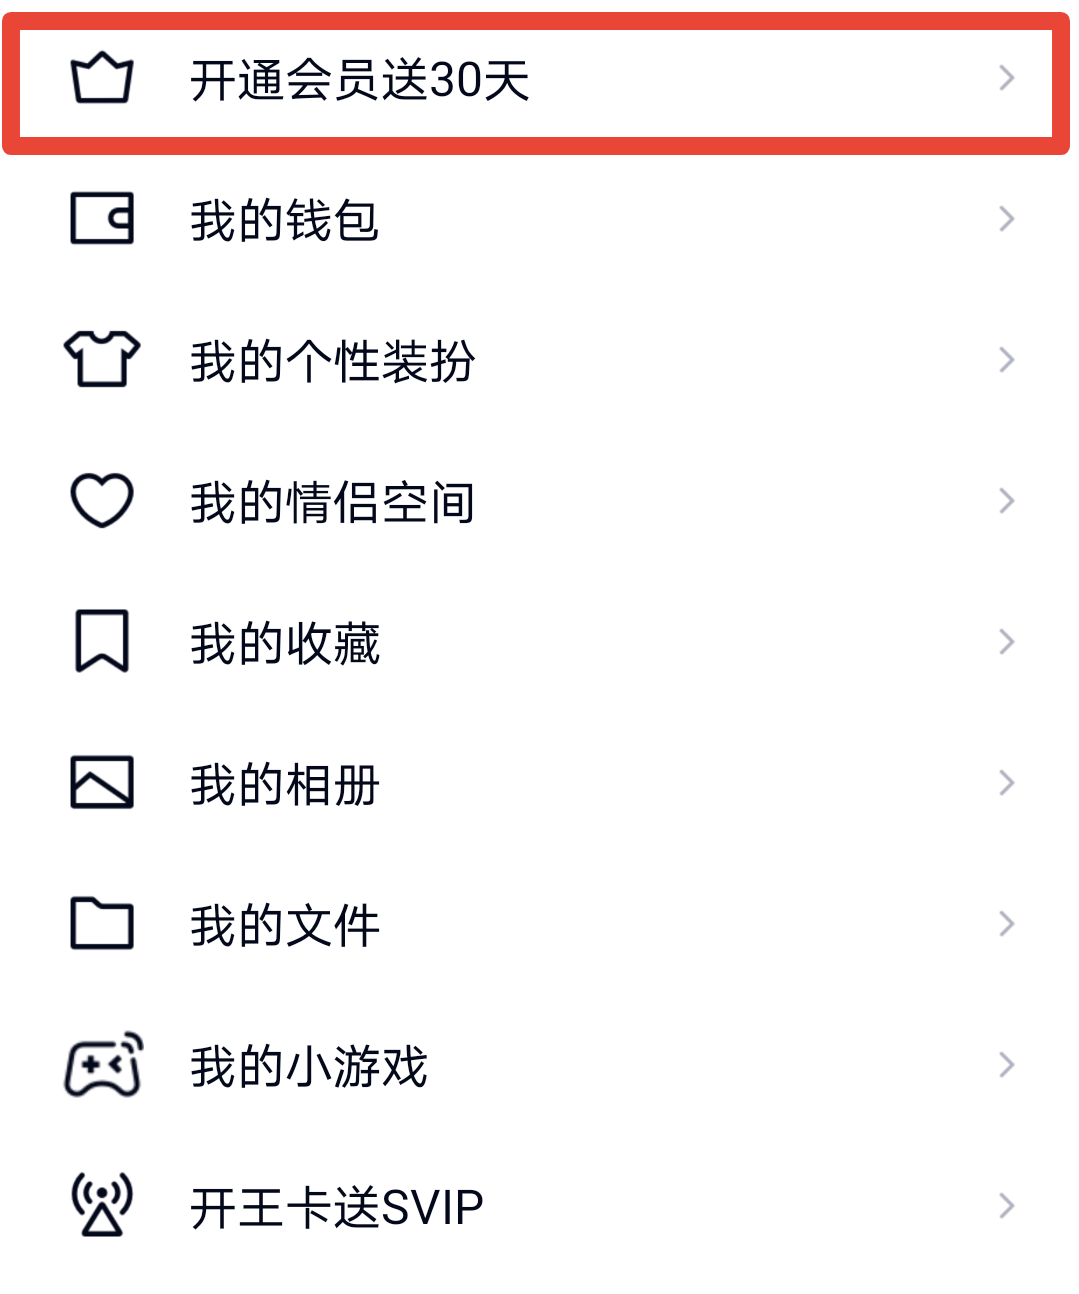 开通会员送30天
我的钱包
我的个性装扮
我的情侣空间
我的收藏
我的相册
我的文件
我的小游戏
开王卡送SVIP